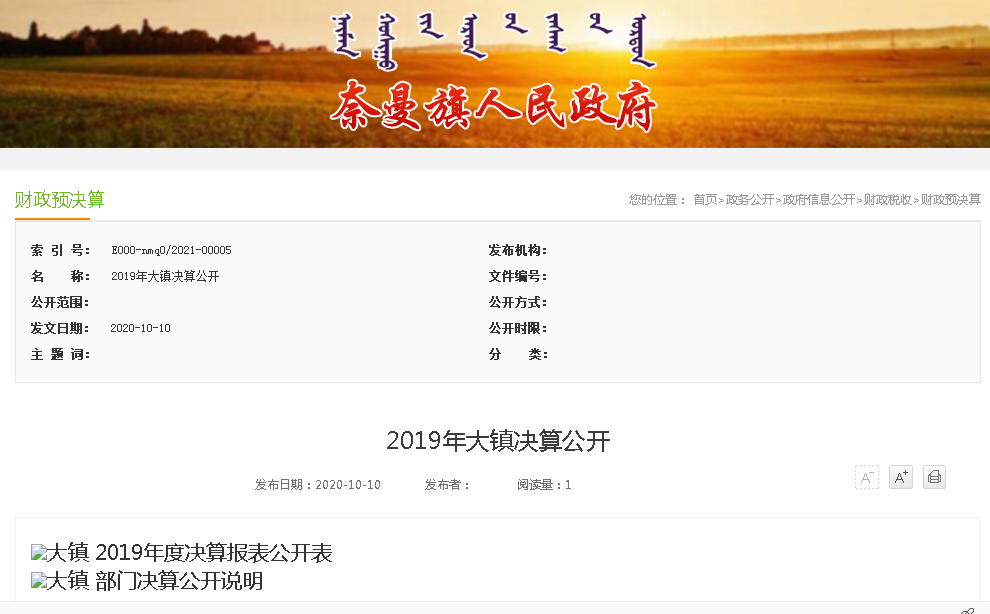 奈曼旗人民政府
财政预决算
您的位置： 首页>政务公开>政府信息公开>财政税收>财政预决算
索 引 号： E000-nmq0/2021-00005 发布机构：
名 称： 2019年大镇决算公开 文件编号：
公开范围： 公开方式：
发文日期： 2020-10-10 公开时限：
主 题 词： 分 类：
2019年大镇决算公开
发布日期：2020-10-10 发布者： 阅读量：1
A- A+
大镇 2019年度决算报表公开表
大镇 部门决算公开说明